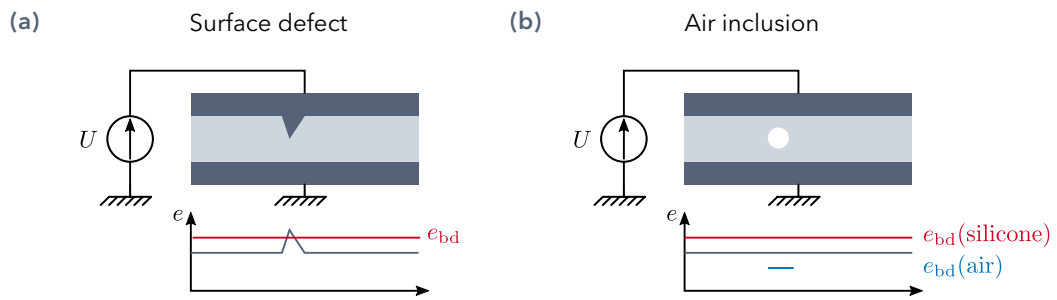 (a) Surface defect
U
e
e_bd
(b) Air inclusion
U
e
e_bd(silicone)
e_bd(air)